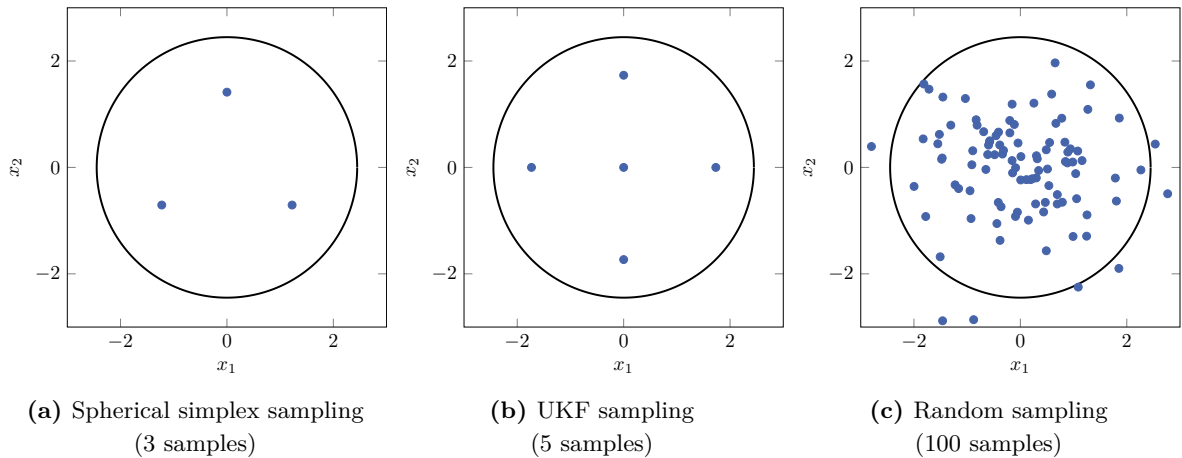 2
0
−2
x₂
−2
0
2
x₁
2
0
−2
x₂
−2
0
2
x₁
2
0
−2
x₂
−2
0
2
x₁
(a) Spherical simplex sampling
(3 samples)
(b) UKF sampling
(5 samples)
(c) Random sampling
(100 samples)